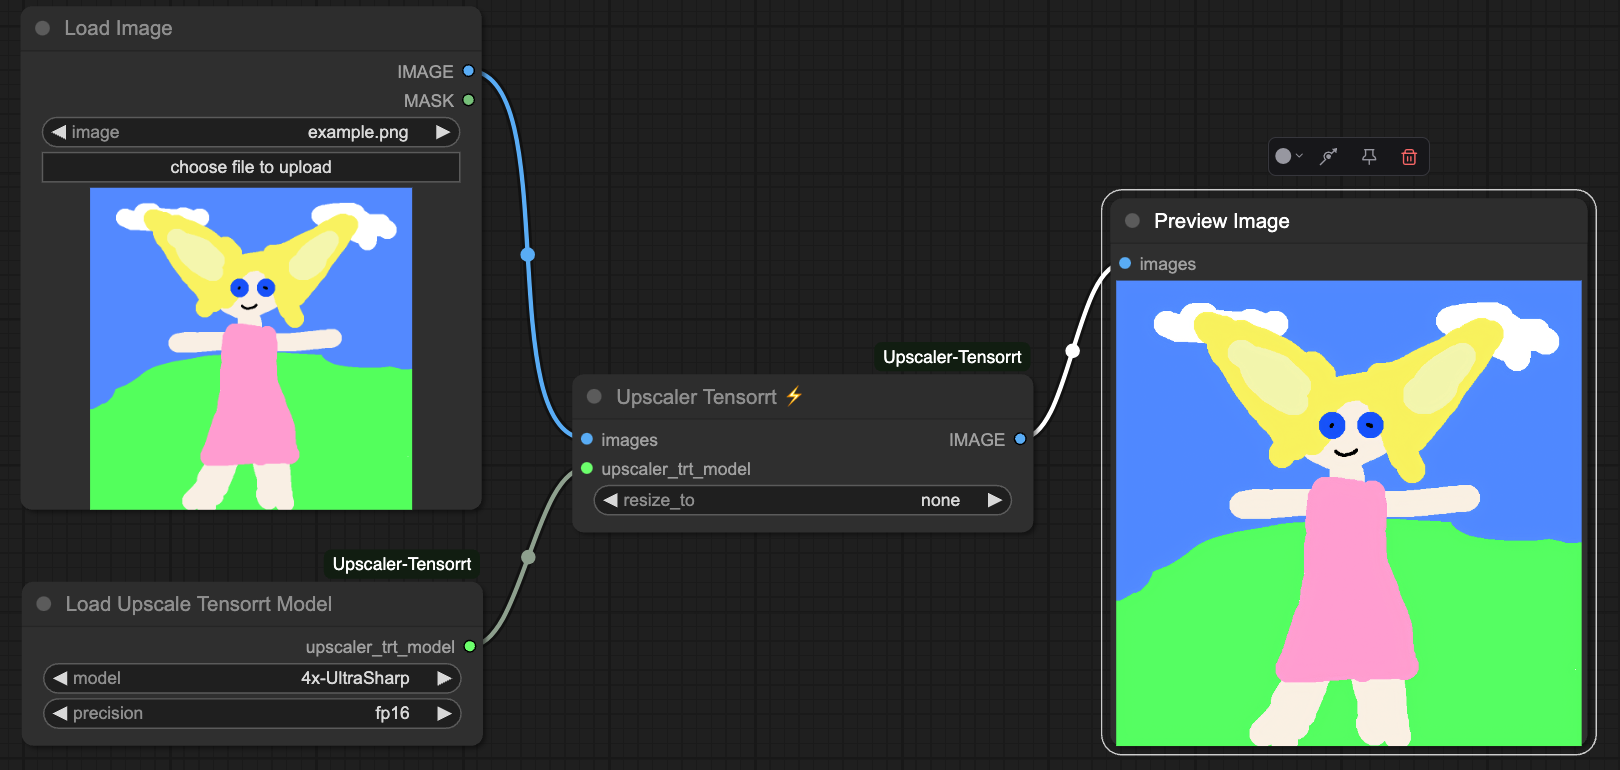 Load Image
IMAGE
MASK
image example.png
choose file to upload
Upscaler-Tensorrt
Load Upscale Tensorrt Model
upscaler_trt_model
model 4x-UltraSharp
precision fp16
Upscaler-Tensorrt
Upscaler Tensorrt ⚡
images IMAGE
upscaler_trt_model
resize_to none
Preview Image
images